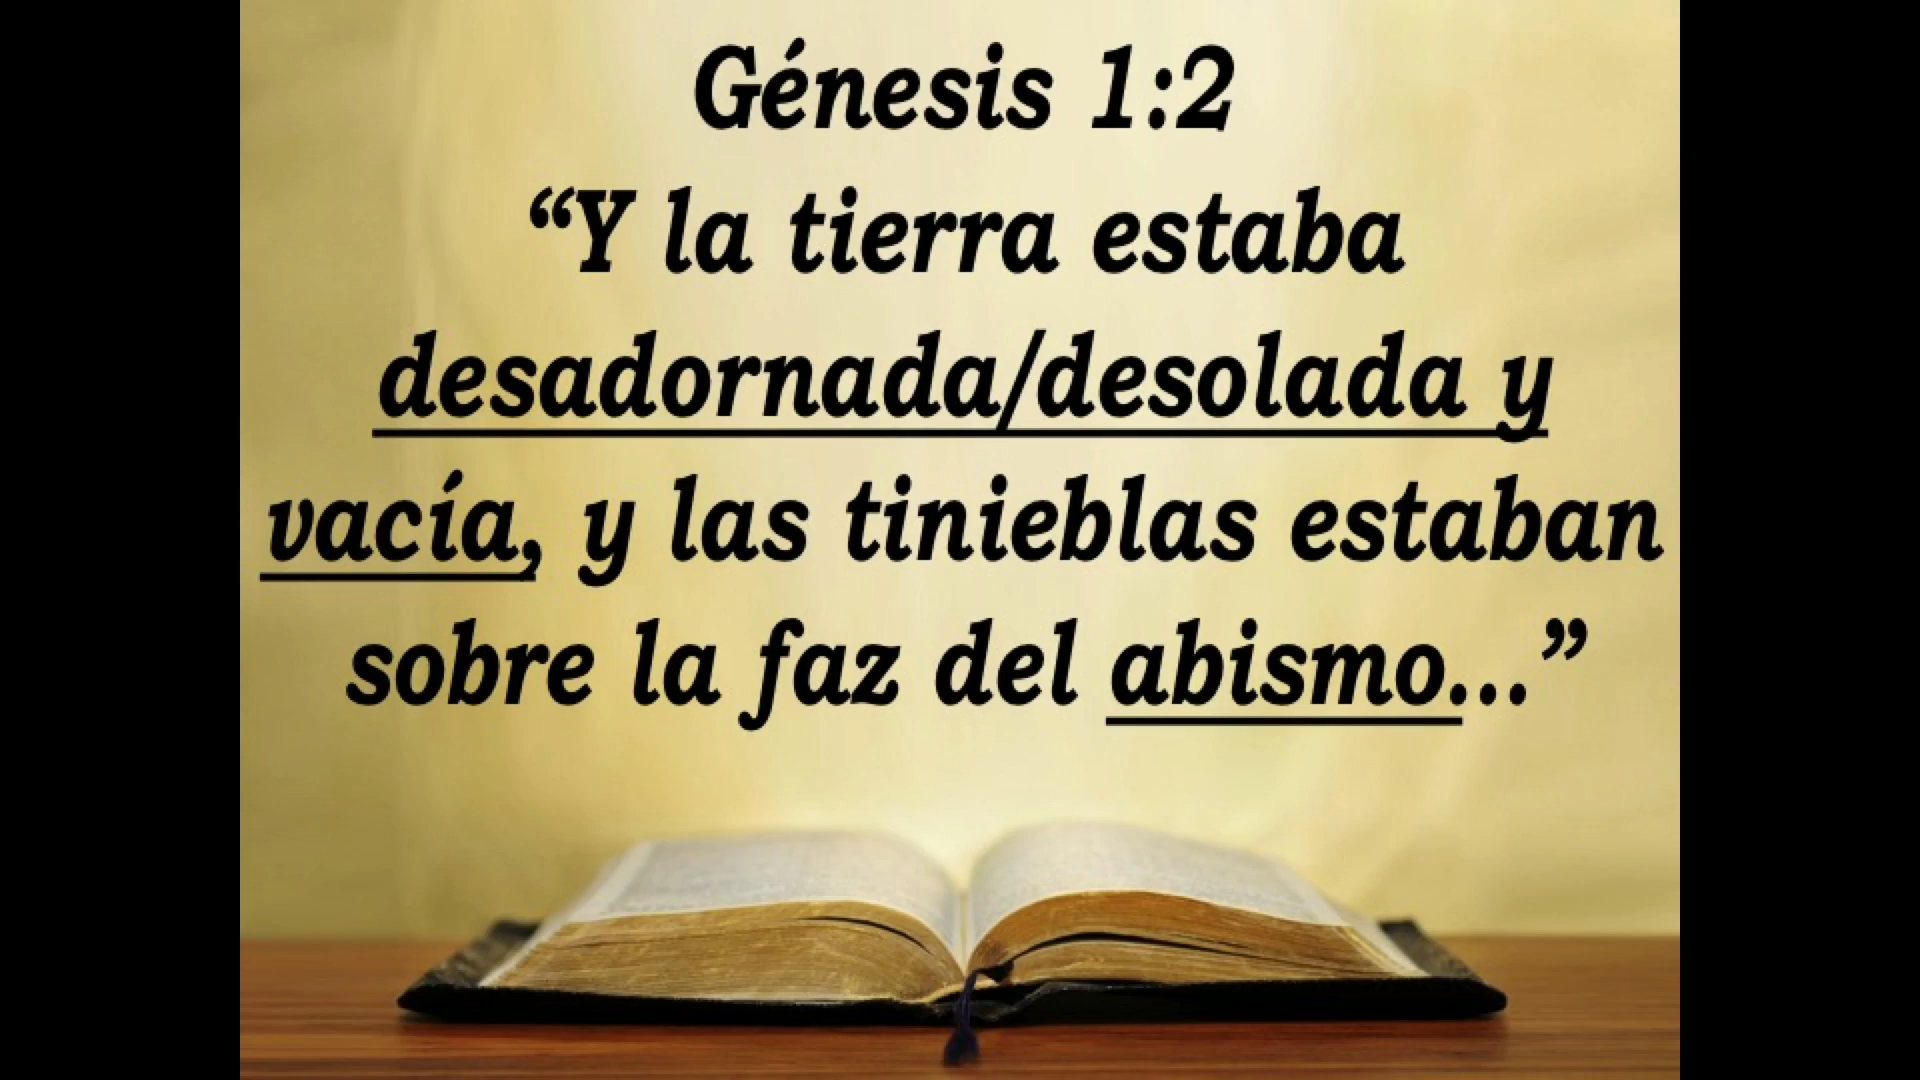 Génesis 1:2
“Y la tierra estaba
desadornada/desolada y
vacía, y las tinieblas estaban
sobre la faz del abismo...”